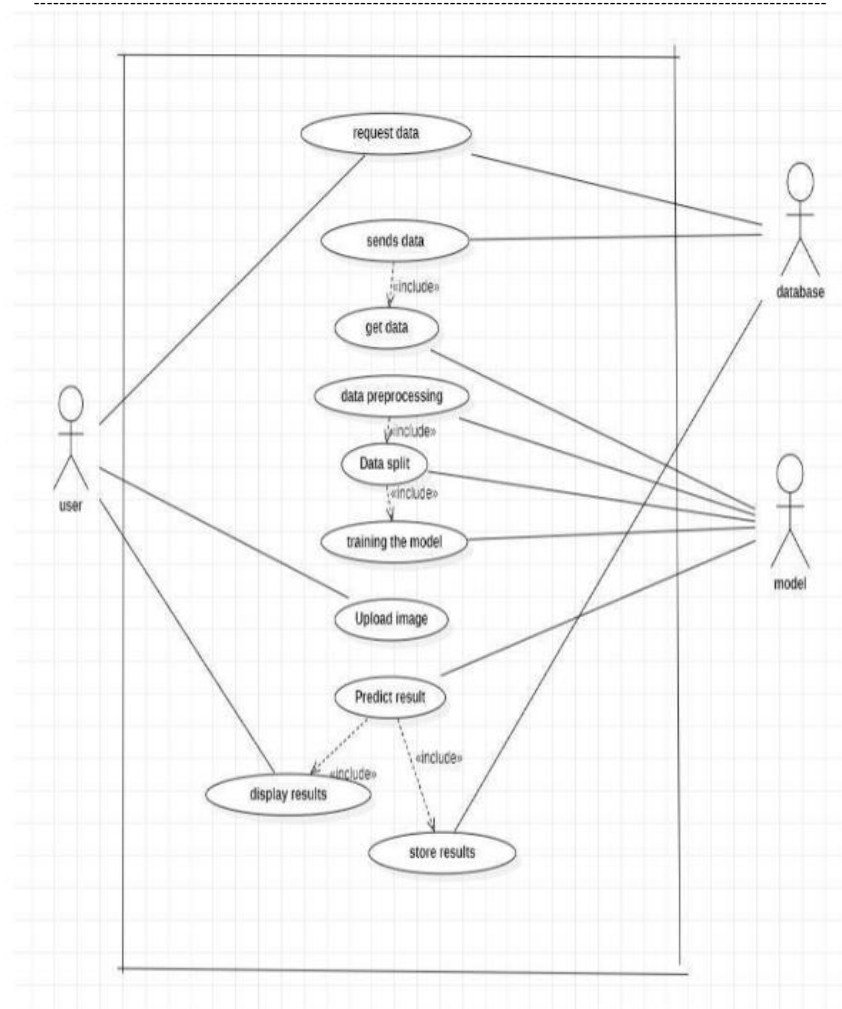 request data
sends data
«include»
get data
data preprocessing
«include»
Data split
«include»
training the model
Upload image
Predict result
«include»
«include»
display results
store results
user
database
model